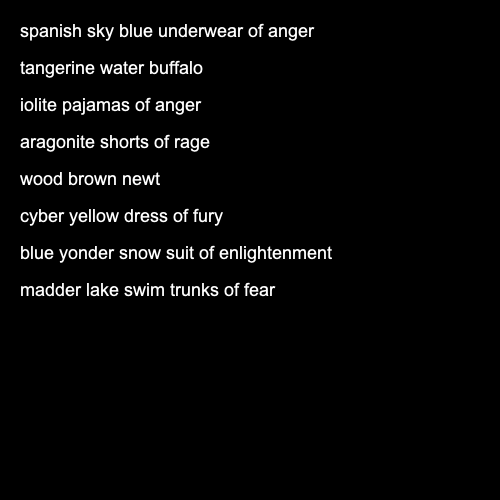 spanish sky blue underwear of anger
tangerine water buffalo
iolite pajamas of anger
aragonite shorts of rage
wood brown newt
cyber yellow dress of fury
blue yonder snow suit of enlightenment
madder lake swim trunks of fear